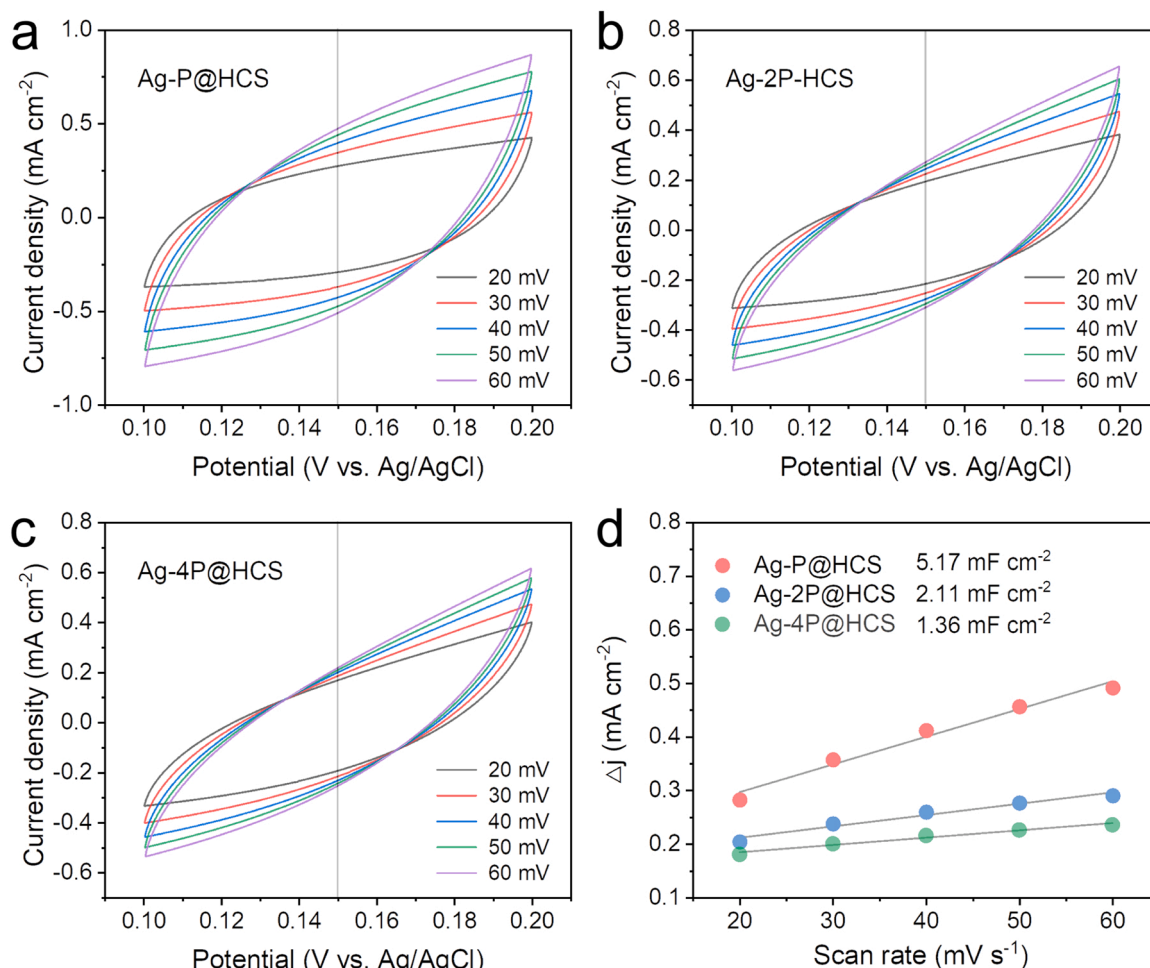 a
Ag-P@HCS
1.0
0.5
0.0
-0.5
-1.0
Current density (mA cm-2)
20 mV
30 mV
40 mV
50 mV
60 mV
0.10 0.12 0.14 0.16 0.18 0.20
Potential (V vs. Ag/AgCl)
b
Ag-2P-HCS
0.8
0.6
0.4
0.2
0.0
-0.2
-0.4
-0.6
Current density (mA cm-2)
20 mV
30 mV
40 mV
50 mV
60 mV
0.10 0.12 0.14 0.16 0.18 0.20
Potential (V vs. Ag/AgCl)
c
Ag-4P@HCS
0.8
0.6
0.4
0.2
0.0
-0.2
-0.4
-0.6
Current density (mA cm-2)
20 mV
30 mV
40 mV
50 mV
60 mV
0.10 0.12 0.14 0.16 0.18 0.20
Potential (V vs. Ag/AgCl)
d
Ag-P@HCS 5.17 mF cm-2
Ag-2P@HCS 2.11 mF cm-2
Ag-4P@HCS 1.36 mF cm-2
0.8
0.7
0.6
0.5
0.4
0.3
0.2
0.1
△j (mA cm-2)
20 30 40 50 60
Scan rate (mV s-1)